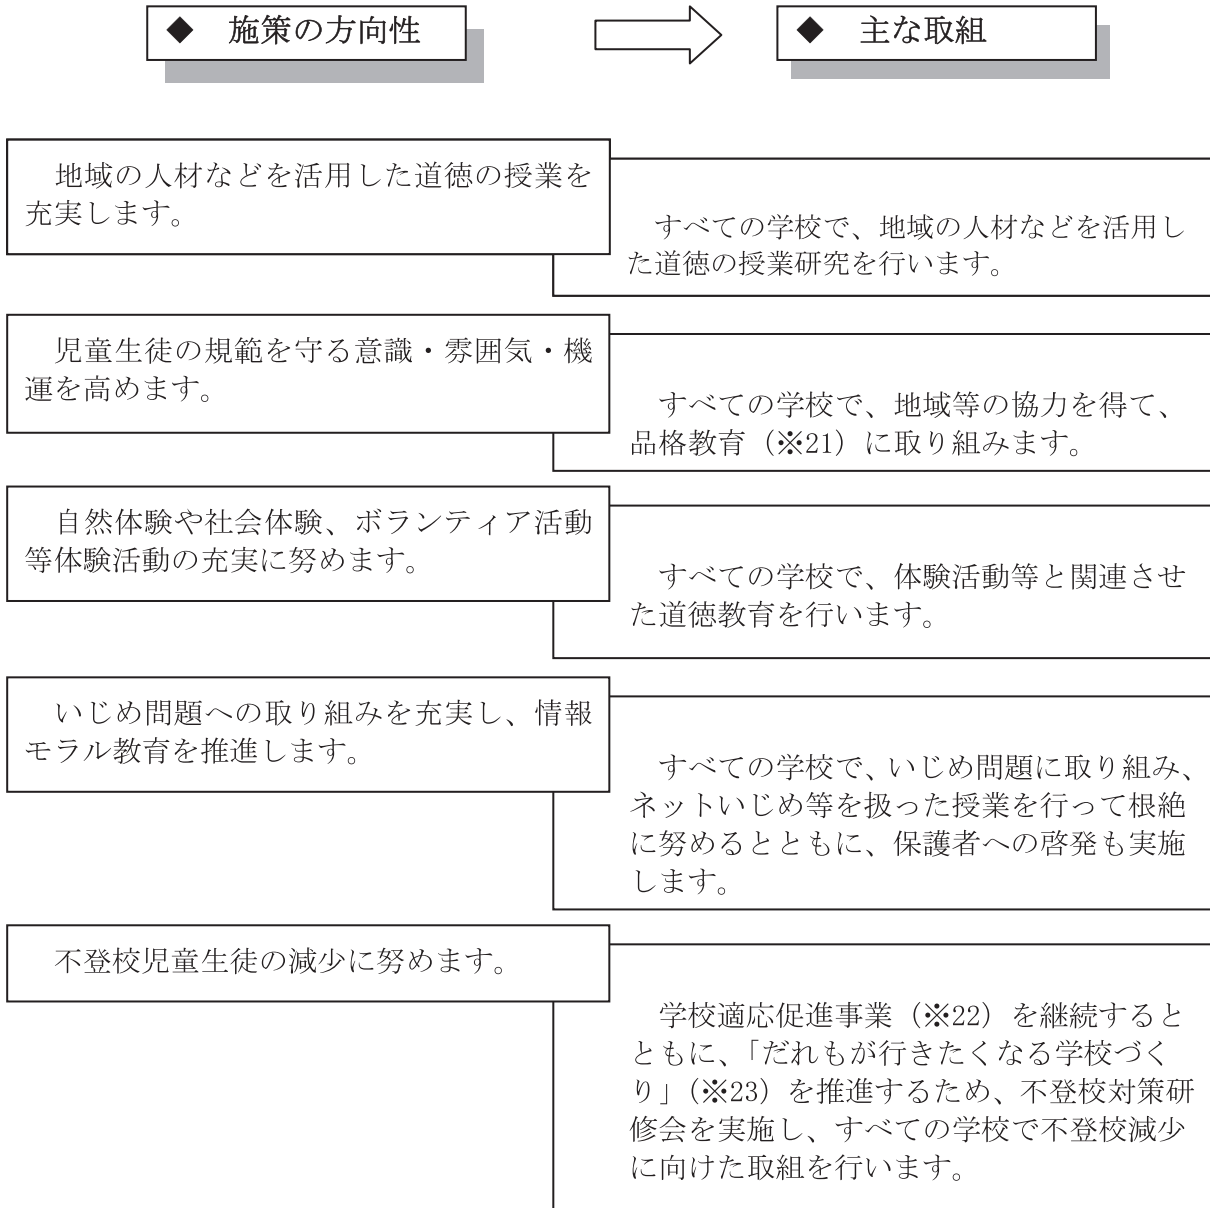 ◆ 施策の方向性
◆ 主な取組
地域の人材などを活用した道徳の授業を
充実します。
すべての学校で、地域の人材などを活用し
た道徳の授業研究を行います。
児童生徒の規範を守る意識・雰囲気・機
運を高めます。
すべての学校で、地域等の協力を得て、
品格教育（※21）に取り組みます。
自然体験や社会体験、ボランティア活動
等体験活動の充実に努めます。
すべての学校で、体験活動等と関連させ
た道徳教育を行います。
いじめ問題への取り組みを充実し、情報
モラル教育を推進します。
すべての学校で、いじめ問題に取り組み、
ネットいじめ等を扱った授業を行って根絶
に努めるとともに、保護者への啓発も実施
します。
不登校児童生徒の減少に努めます。
学校適応促進事業（※22）を継続すると
ともに、「だれもが行きたくなる学校づく
り」（※23）を推進するため、不登校対策研
修会を実施し、すべての学校で不登校減少
に向けた取組を行います。